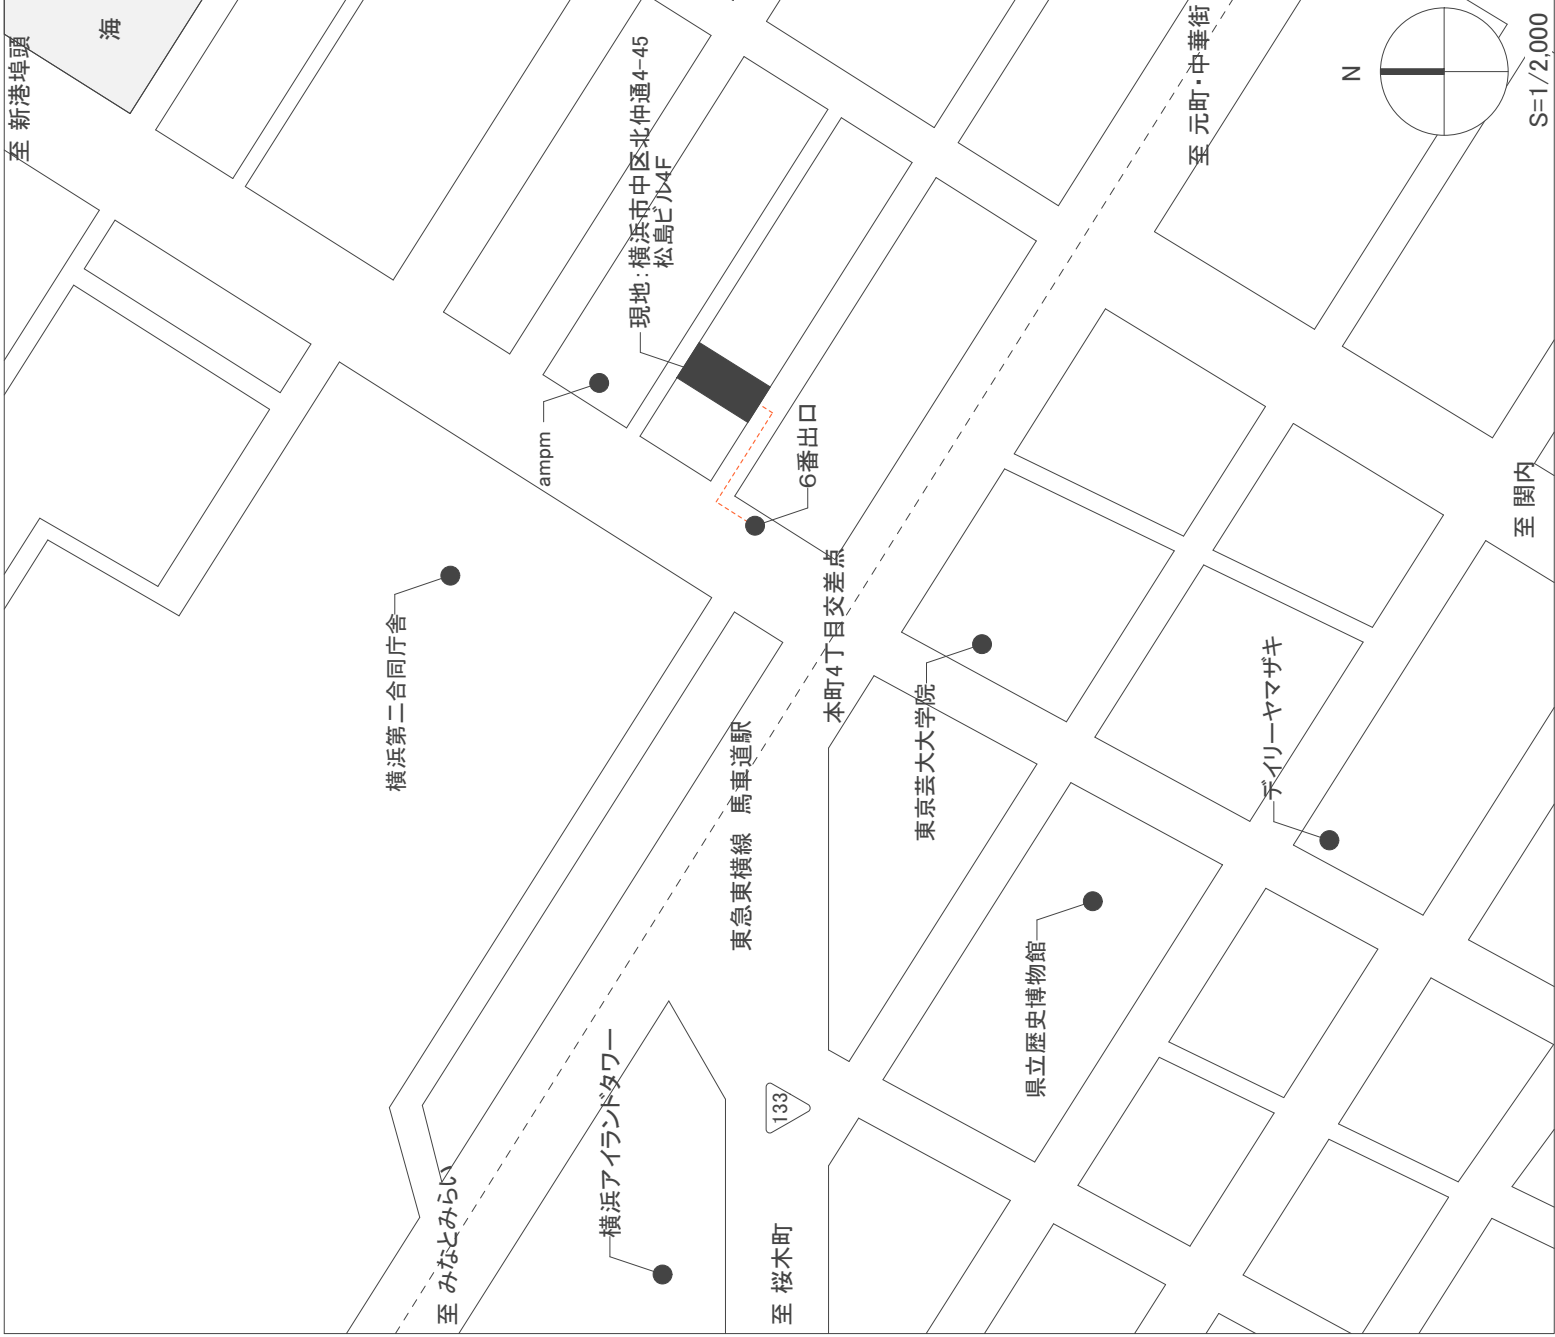 至 新港埠頭
海
現地：横浜市中区北仲通4-45
松島ビル4F
ampm
6番出口
横浜第二合同庁舎
本町4丁目交差点
東急東横線 馬車道駅
東京芸大大学院
デイリーヤマザキ
県立歴史博物館
横浜アイランドタワー
133
至 みなとみらい
至 桜木町
至 元町・中華街
至 関内
N
S=1/2,000